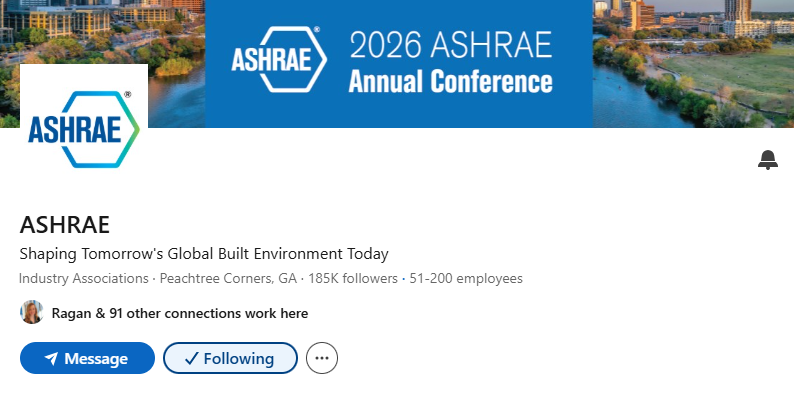 ASHRAE®
2026 ASHRAE
Annual Conference
ASHRAE®
ASHRAE
Shaping Tomorrow's Global Built Environment Today
Industry Associations · Peachtree Corners, GA · 185K followers · 51-200 employees
Ragan & 91 other connections work here
Message
Following